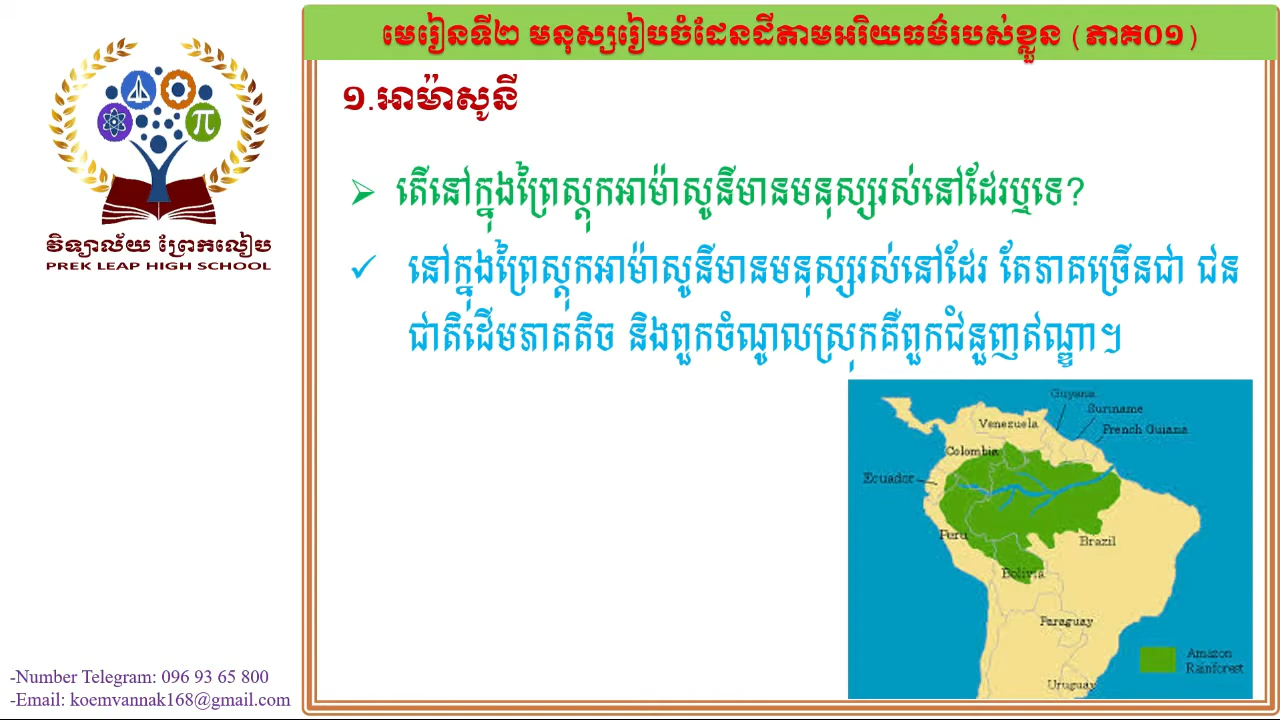 មេរៀនទី២ មនុស្សរៀបចំដែនដីតាមអរិយធម៌របស់ខ្លួន (ភាគ០១)
១.អាម៉ាសូនី
➢ តើនៅក្នុងព្រៃស្តុកអាម៉ាសូនីមានមនុស្សរស់នៅដែរឬទេ?
✓ នៅក្នុងព្រៃស្តុកអាម៉ាសូនីមានមនុស្សរស់នៅដែរ តែភាគច្រើនជា ជន
ជាតិដើមភាគតិច និងពួកចំណូលស្រុកគឺពួកជំនួញឥណ្ឌា។
វិទ្យាល័យ ព្រែកលៀប
PREK LEAP HIGH SCHOOL
π
Guyana
Suriname
French Guiana
Venezuela
Colombia
Ecuador
Peru
Brazil
Bolivia
Paraguay
Uruguay
Amazon
Rainforest
-Number Telegram: 096 93 65 800
-Email: koemvannak168@gmail.com